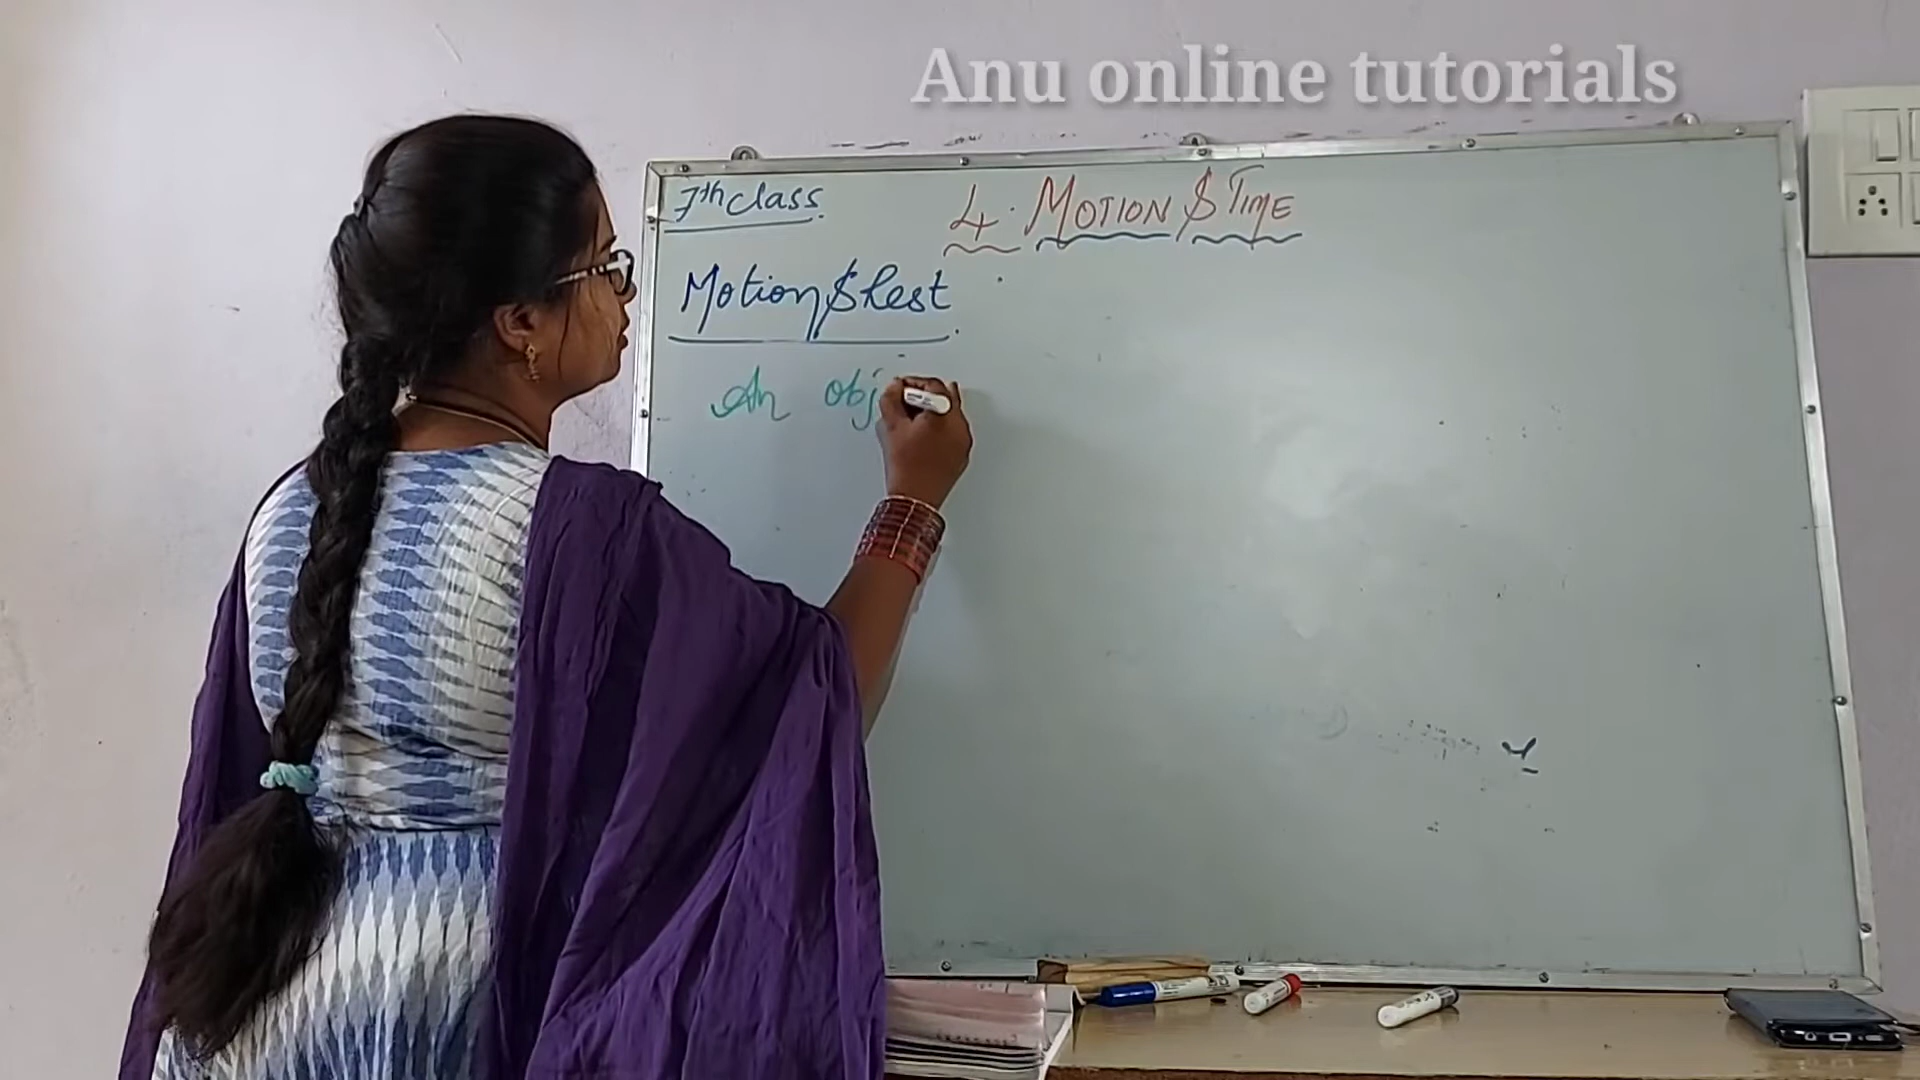 Anu online tutorials
7th class
4. MOTION & TIME
Motion & Rest
An obj